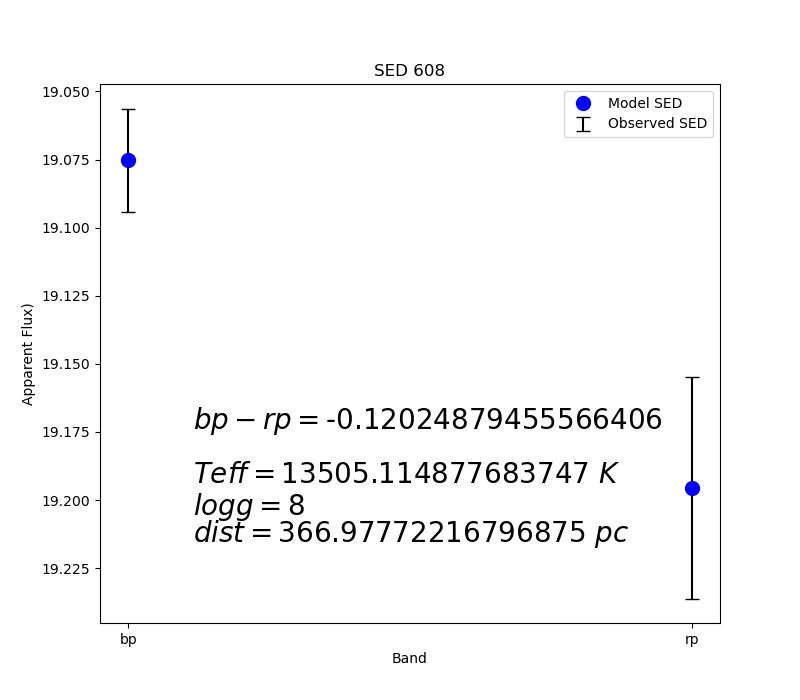 SED 608
Model SED
Observed SED
19.050
19.075
19.100
19.125
19.150
19.175
19.200
19.225
Apparent Flux)
bp − rp = -0.12024879455566406
Teff = 13505.114877683747 K
logg = 8
dist = 366.97772216796875 pc
bp
rp
Band